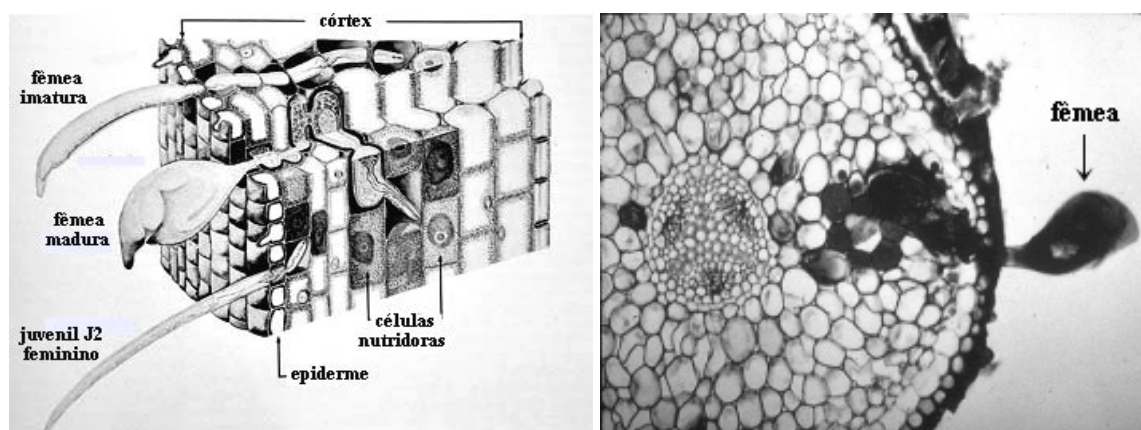 córtex
fêmea
imatura
fêmea
madura
juvenil J2
feminino
células
nutridoras
epiderme
fêmea